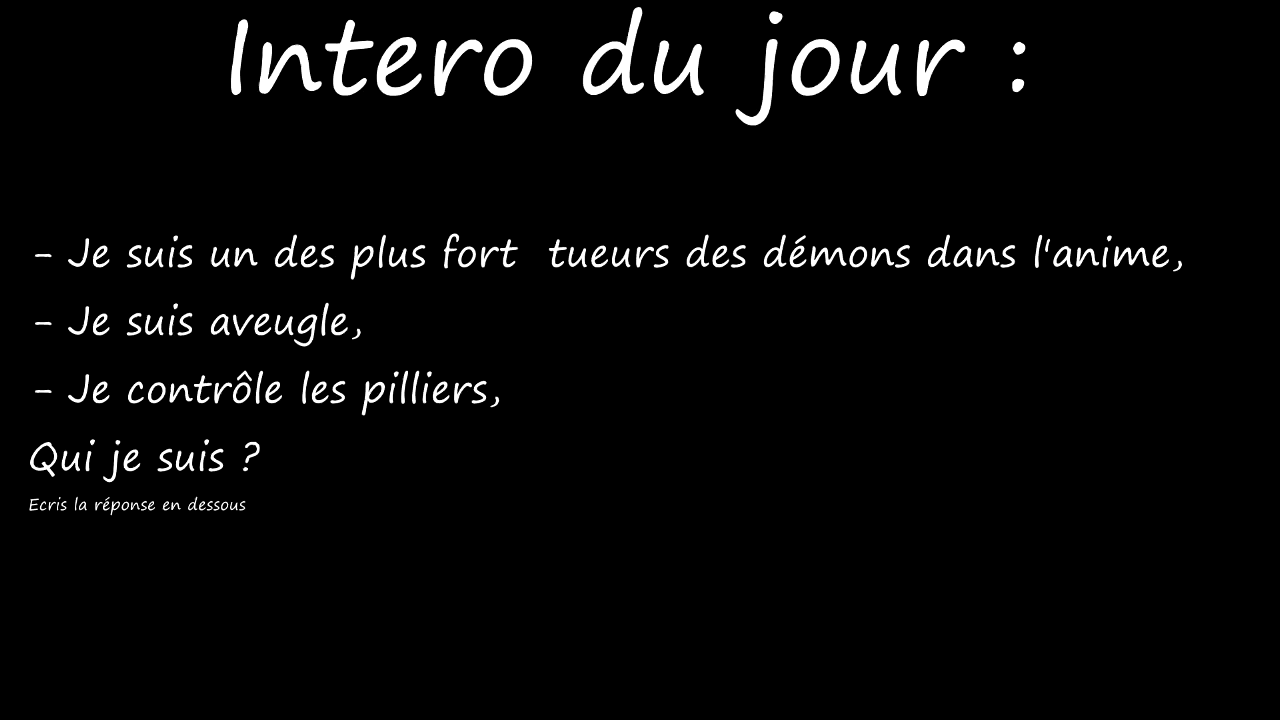 Intero du jour :
- Je suis un des plus fort tueurs des démons dans l'anime,
- Je suis aveugle,
- Je contrôle les pilliers,
Qui je suis ?
Ecris la réponse en dessous